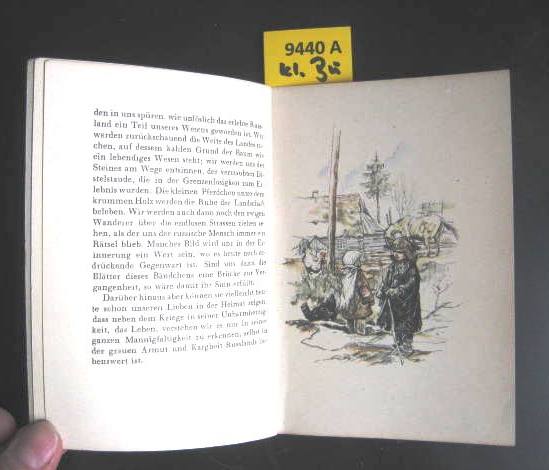 9440 A
kl. 3
den in uns spüren, wie unlöslich das erlebte Russ-
land ein Teil unseres Wesens geworden ist. Wir
werden zurückschauend die Weite des Landes su-
chen, auf dessem kahlen Grund der Baum wie
ein lebendiges Wesen steht; wir werden uns des
Steines am Wege entsinnen, der verstaubten Di-
stelstaude, die in der Grenzenlosigkeit zum Er-
lebnis wurden. Die kleinen Pferdchen unter dem
krummen Holz werden die Ruhe der Landschaft
beleben. Wir werden auch dann noch den ewigen
Wanderer über die endlosen Strassen ziehen se-
hen, als der uns der russische Mensch immer ein
Rätsel blieb. Manches Bild wird uns in der Er-
innerung ein Wert sein, wo es heute noch be-
drückende Gegenwart ist. Sind uns dann die
Blätter dieses Bändchens eine Brücke zur Ver-
gangenheit, so wäre damit ihr Sinn erfüllt.
Darüber hinaus aber können sie vielleicht heu-
te schon unseren Lieben in der Heimat zeigen,
dass neben dem Kriege in seiner Unbarmherzig-
keit, das Leben, verstehen wir es nur in seiner
ganzen Mannigfaltigkeit zu erkennen, selbst in
der grauen Armut und Kargheit Russlands le-
benswert ist.